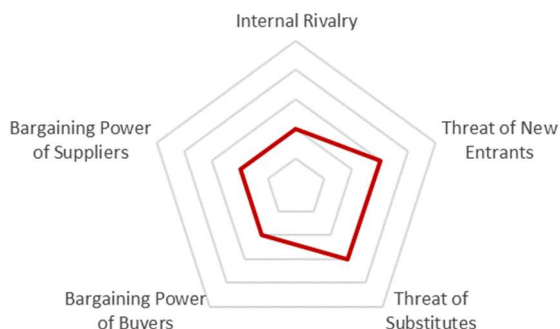 Internal Rivalry
Bargaining Power
of Suppliers
Threat of New
Entrants
Bargaining Power
of Buyers
Threat of
Substitutes